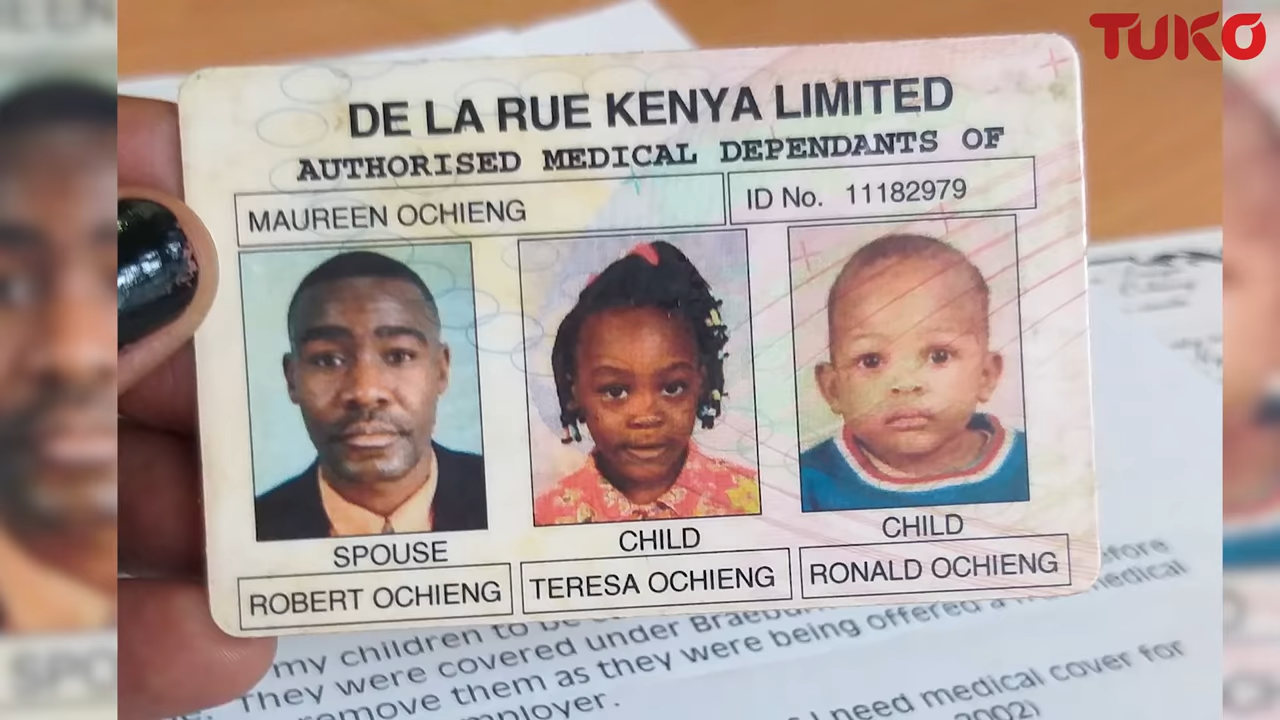 TUKO
DE LA RUE KENYA LIMITED
AUTHORISED MEDICAL DEPENDANTS OF
MAUREEN OCHIENG
ID No. 11182979
SPOUSE
CHILD
CHILD
ROBERT OCHIENG
TERESA OCHIENG
RONALD OCHIENG
my children to be
They were covered under
remove them as they were being offered a medical
I need medical cover for
2002)